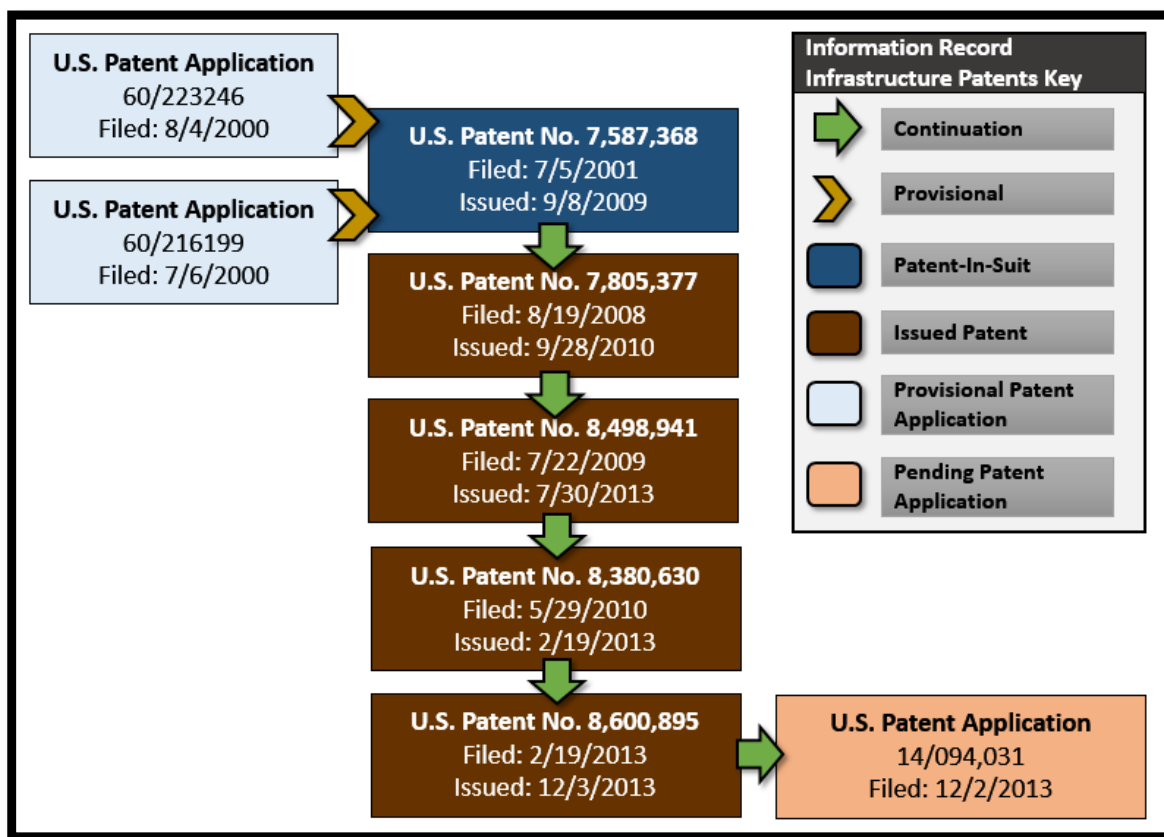 U.S. Patent Application
60/223246
Filed: 8/4/2000
U.S. Patent Application
60/216199
Filed: 7/6/2000
U.S. Patent No. 7,587,368
Filed: 7/5/2001
Issued: 9/8/2009
U.S. Patent No. 7,805,377
Filed: 8/19/2008
Issued: 9/28/2010
U.S. Patent No. 8,498,941
Filed: 7/22/2009
Issued: 7/30/2013
U.S. Patent No. 8,380,630
Filed: 5/29/2010
Issued: 2/19/2013
U.S. Patent No. 8,600,895
Filed: 2/19/2013
Issued: 12/3/2013
U.S. Patent Application
14/094,031
Filed: 12/2/2013
Information Record
Infrastructure Patents Key
Continuation
Provisional
Patent-In-Suit
Issued Patent
Provisional Patent
Application
Pending Patent
Application